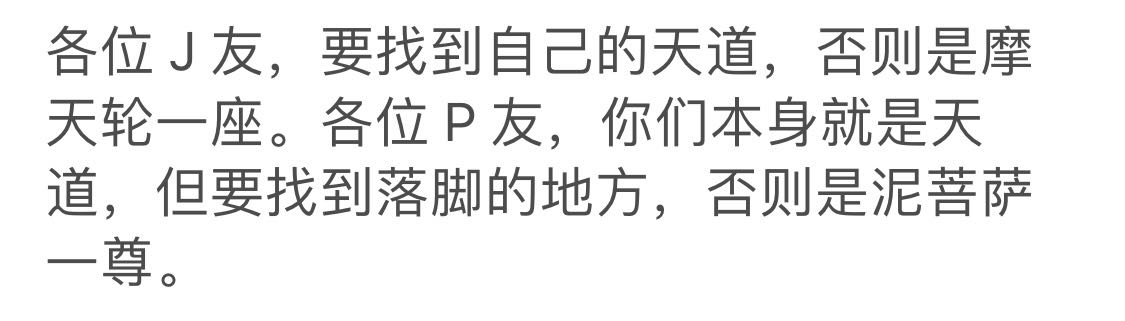 各位 J 友，要找到自己的天道，否则是摩
天轮一座。各位 P 友，你们本身就是天
道，但要找到落脚的地方，否则是泥菩萨
一尊。